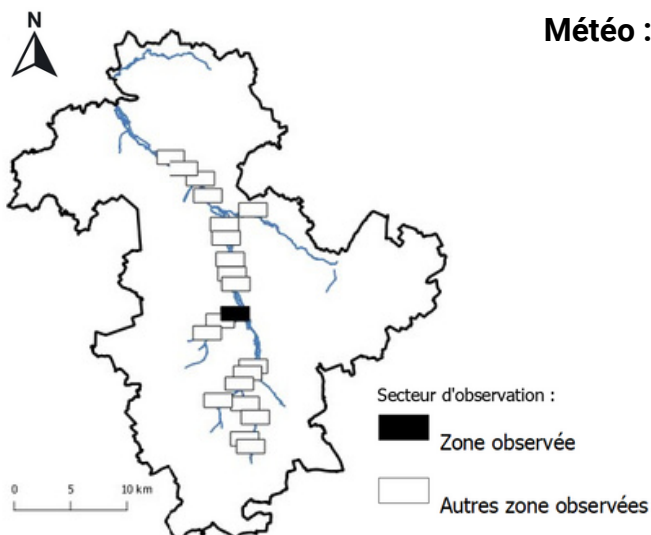 N
Météo :
Secteur d'observation :
Zone observée
Autres zone observées
0 5 10 km